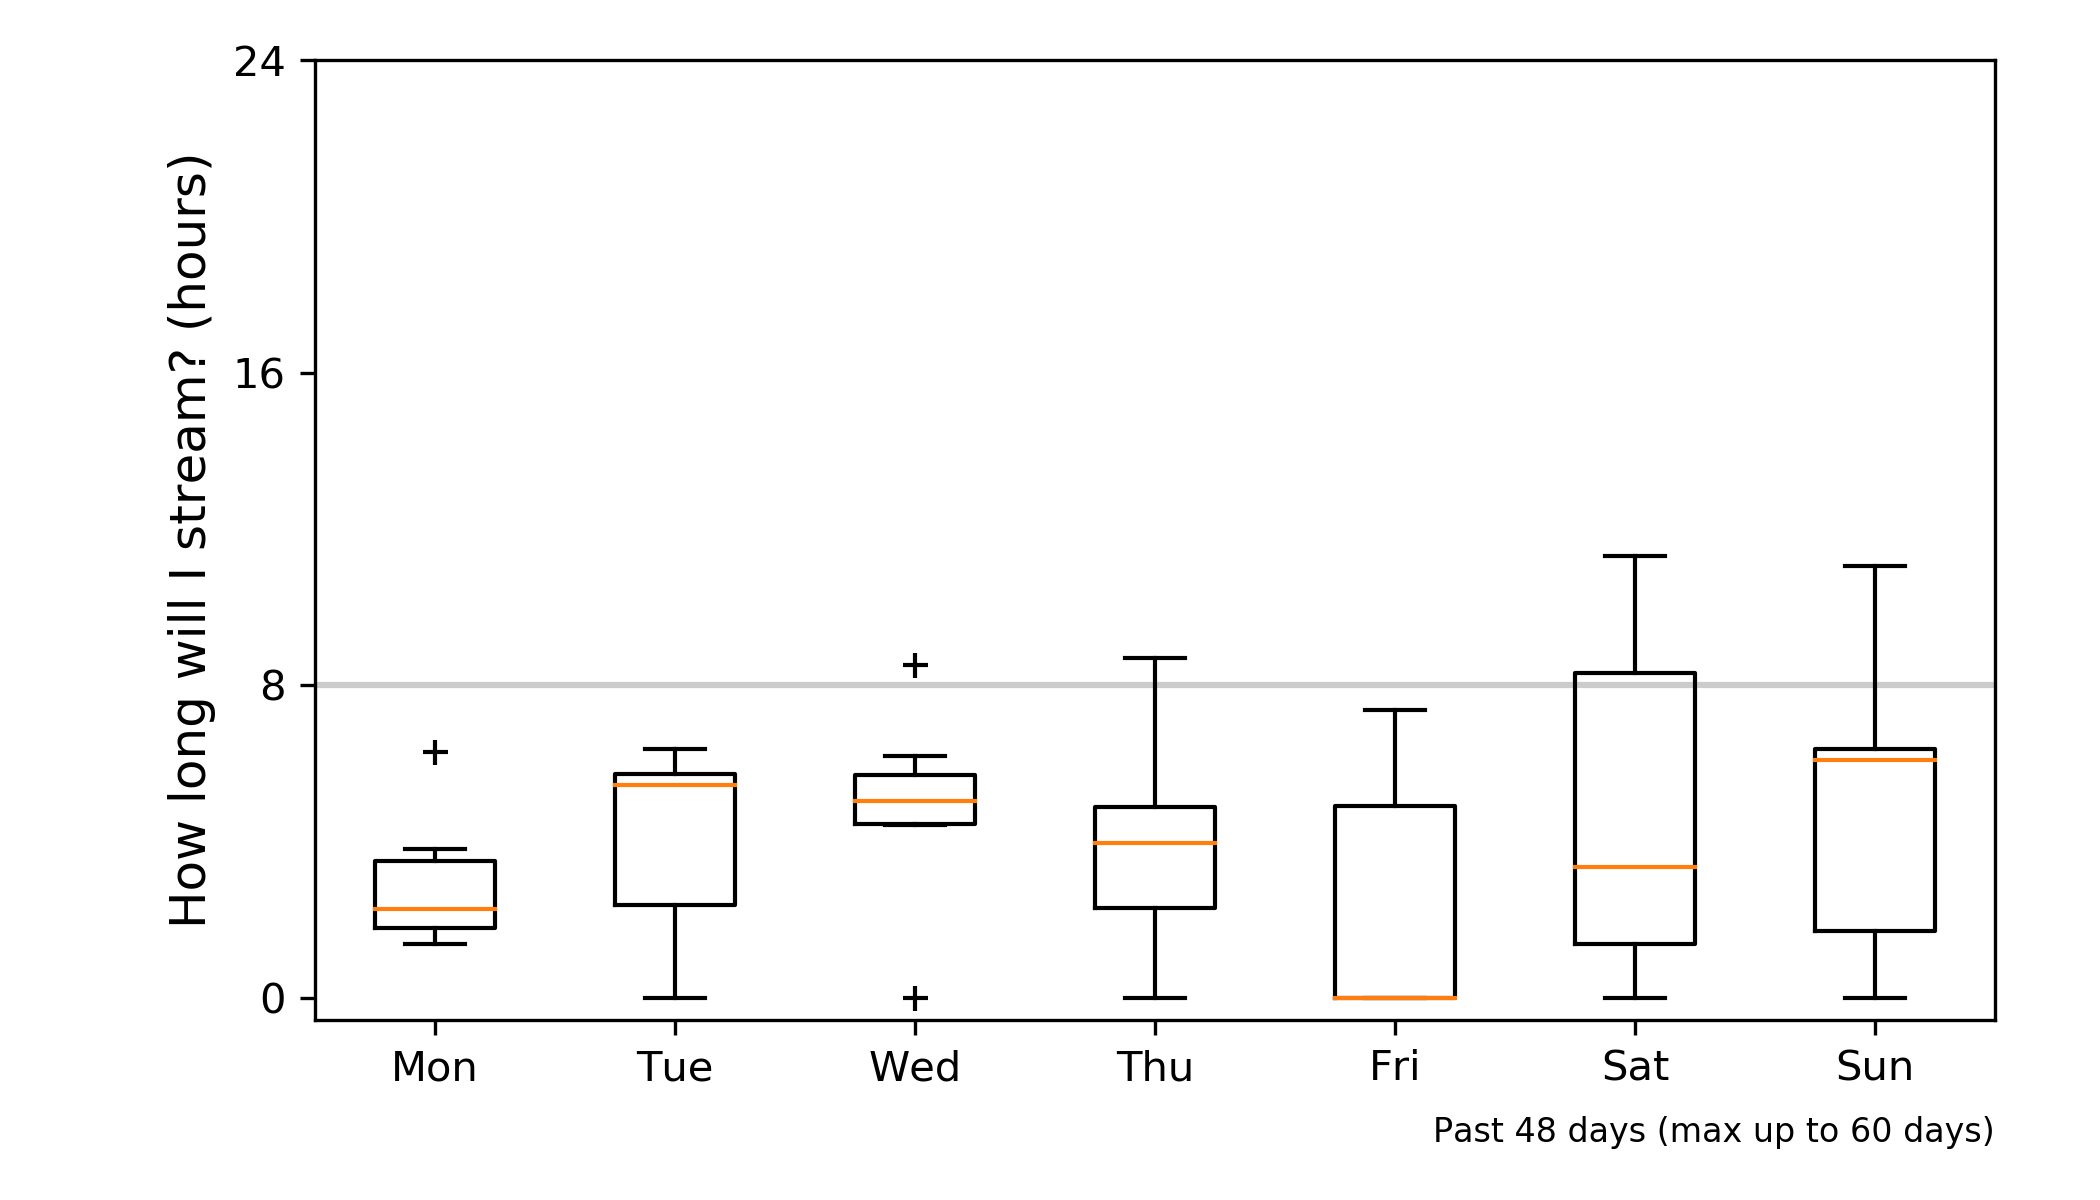 How long will I stream? (hours)
24
16
8
0
Mon Tue Wed Thu Fri Sat Sun
Past 48 days (max up to 60 days)